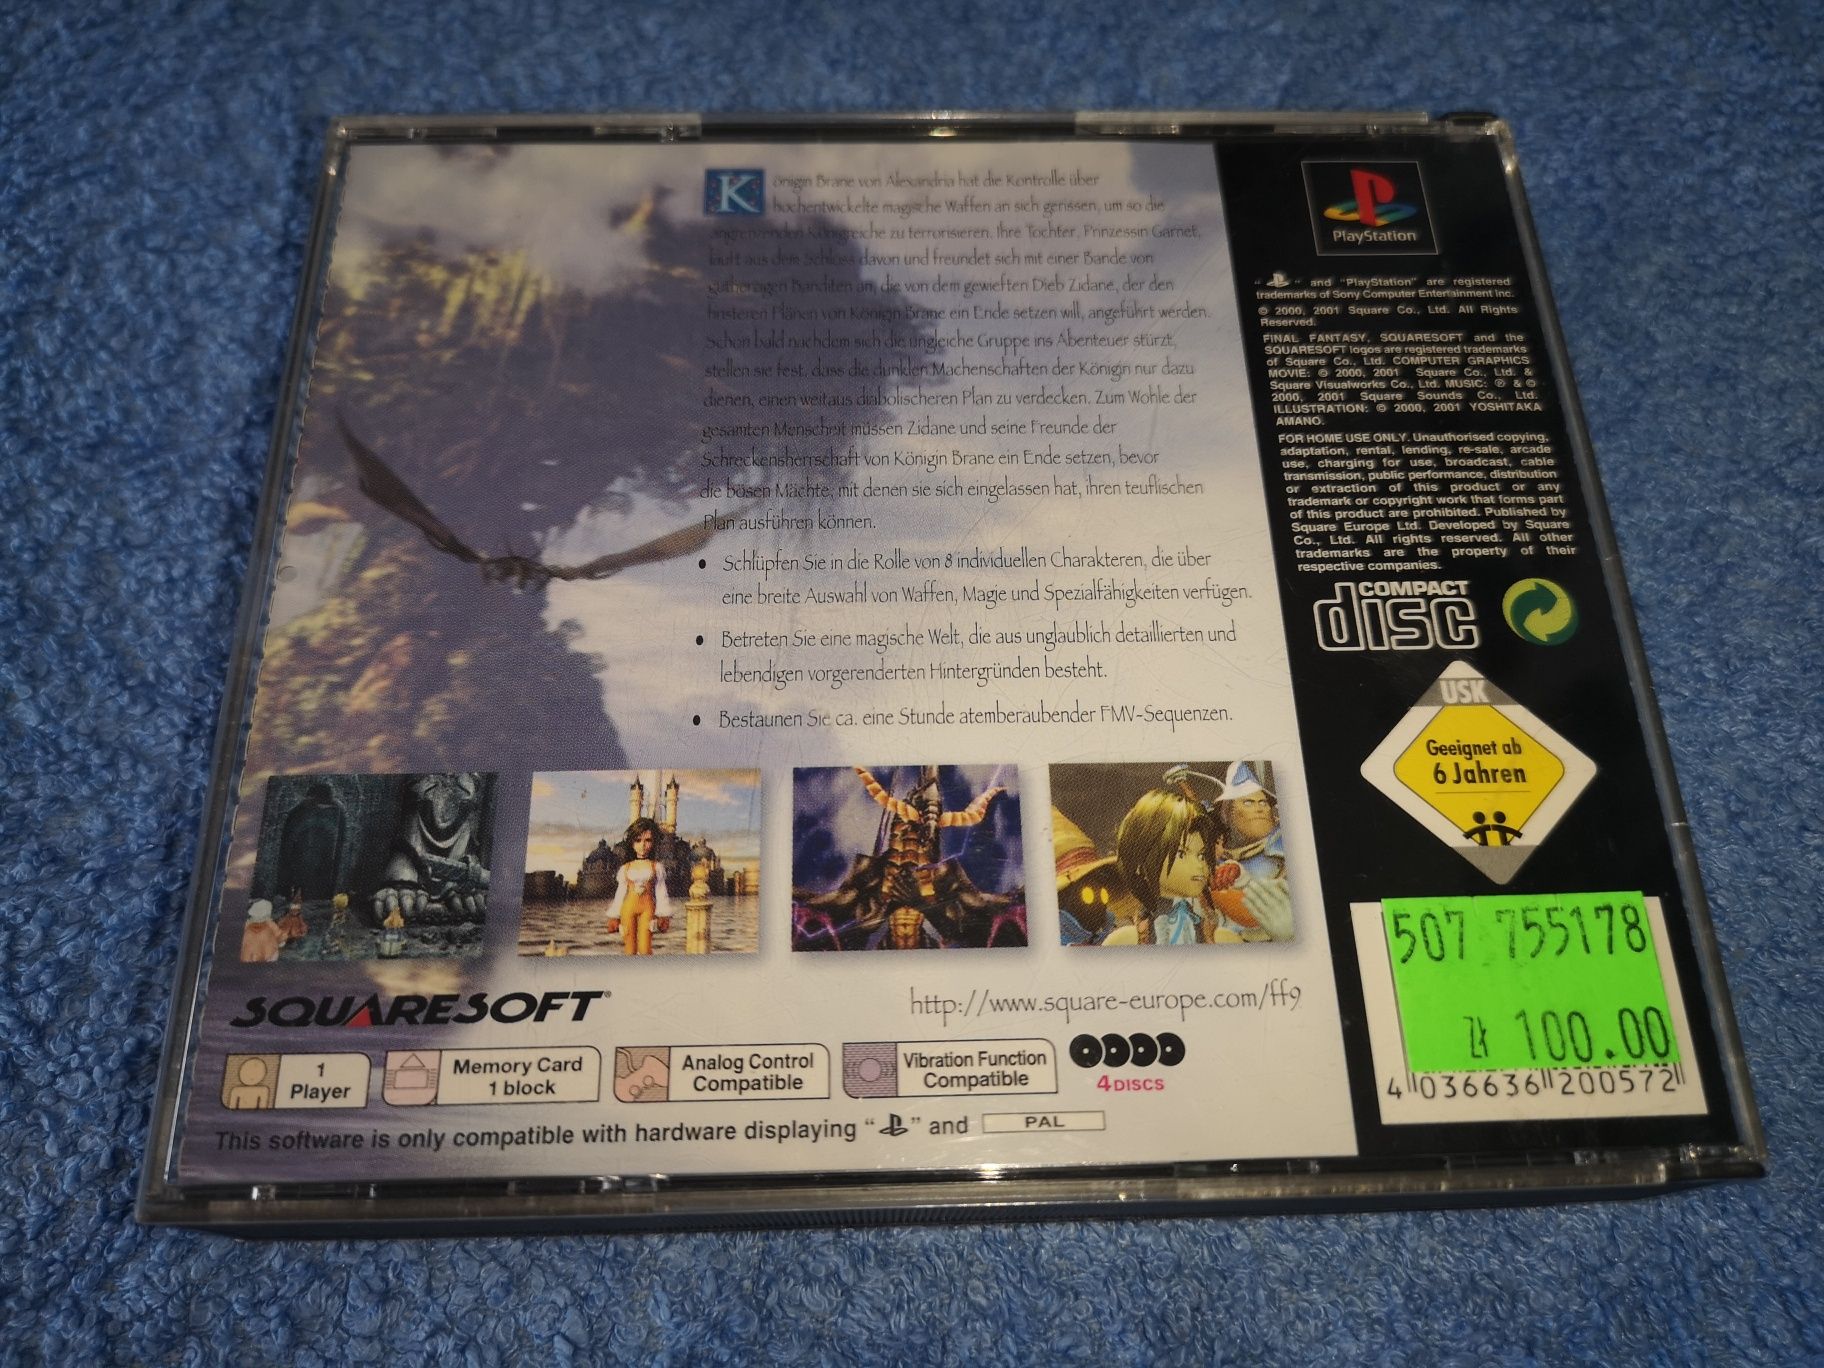 Königin Brane von Alexandria hat die Kontrolle über
hochentwickelte magische Waffen an sich gerissen, um so die
angrenzenden Königreiche zu terrorisieren. Ihre Tochter, Prinzessin Garnet,
läuft aus dem Schloss davon und freundet sich mit einer Bande von
gutherzigen Banditen an, die von dem gewieften Dieb Zidane, der den
finsteren Plänen von Königin Brane ein Ende setzen will, angeführt werden.
Schon bald nachdem sich die ungleiche Gruppe ins Abenteuer stürzt,
stellen sie fest, dass die dunklen Machenschaften der Königin nur dazu
dienen, einen weitaus diabolischeren Plan zu verdecken. Zum Wohle der
gesamten Menscheit müssen Zidane und seine Freunde der
Schreckensherrschaft von Königin Brane ein Ende setzen, bevor
die bösen Mächte, mit denen sie sich eingelassen hat, ihren teuflischen
Plan ausführen können.
• Schlüpfen Sie in die Rolle von 8 individuellen Charakteren, die über
eine breite Auswahl von Waffen, Magie und Spezialfähigkeiten verfügen.
• Betreten Sie eine magische Welt, die aus unglaublich detaillierten und
lebendigen vorgerenderten Hintergründen besteht.
• Bestaunen Sie ca. eine Stunde atemberaubender FMV-Sequenzen.
SQUARESOFT®
http://www.square-europe.com/ff9
1
Player
Memory Card
1 block
Analog Control
Compatible
Vibration Function
Compatible
4 DISCS
This software is only compatible with hardware displaying " " and PAL
PlayStation
" " and "PlayStation" are registered
trademarks of Sony Computer Entertainment Inc.
© 2000, 2001 Square Co., Ltd. All Rights
Reserved.
FINAL FANTASY, SQUARESOFT and the
SQUARESOFT logos are registered trademarks
of Square Co., Ltd. COMPUTER GRAPHICS
MOVIE: © 2000, 2001 Square Co., Ltd. &
Square Visualworks Co., Ltd. MUSIC: ℗ & ©
2000, 2001 Square Sounds Co., Ltd.
ILLUSTRATION: © 2000, 2001 YOSHITAKA
AMANO.
FOR HOME USE ONLY. Unauthorised copying,
adaptation, rental, lending, re-sale, arcade
use, charging for use, broadcast, cable
transmission, public performance, distribution
or extraction of this product or any
trademark or copyright work that forms part
of this product are prohibited. Published by
Square Europe Ltd. Developed by Square
Co., Ltd. All rights reserved. All other
trademarks are the property of their
respective companies.
COMPACT
disc
USK
Geeignet ab
6 Jahren
507 755178
zł 100.00
4 036636 200572